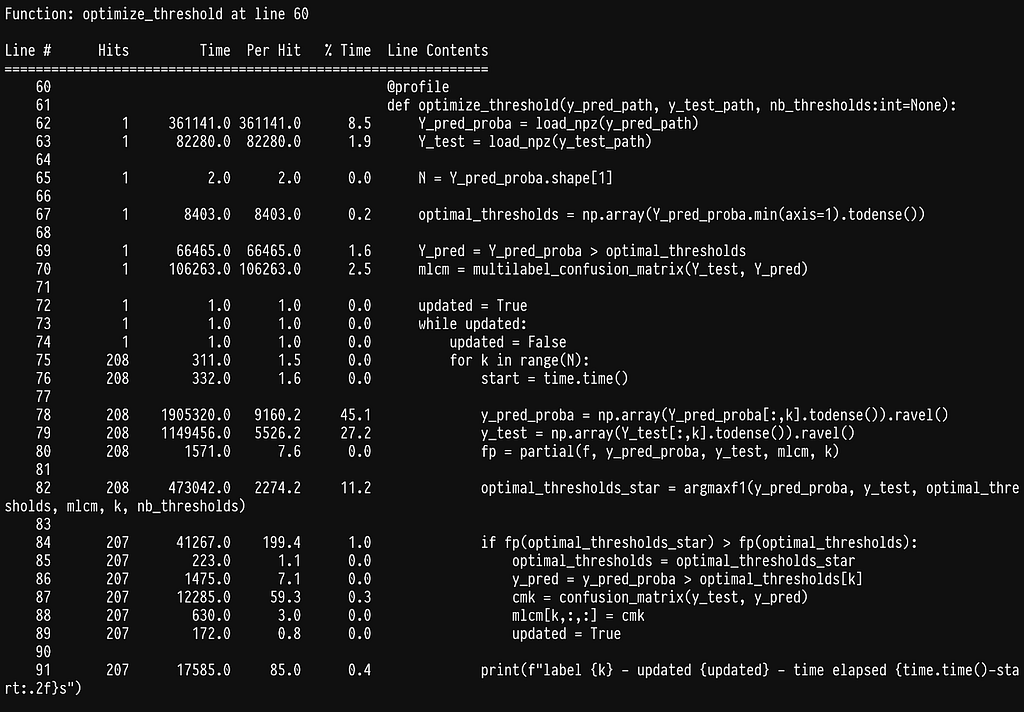 Function: optimize_threshold at line 60
Line #      Hits         Time  Per Hit   % Time  Line Contents
==============================================================
    60                                           @profile
    61                                           def optimize_threshold(y_pred_path, y_test_path, nb_thresholds:int=None):
    62         1     361141.0 361141.0      8.5      Y_pred_proba = load_npz(y_pred_path)
    63         1      82280.0  82280.0      1.9      Y_test = load_npz(y_test_path)
    64
    65         1          2.0      2.0      0.0      N = Y_pred_proba.shape[1]
    66
    67         1       8403.0   8403.0      0.2      optimal_thresholds = np.array(Y_pred_proba.min(axis=1).todense())
    68
    69         1      66465.0  66465.0      1.6      Y_pred = Y_pred_proba > optimal_thresholds
    70         1     106263.0 106263.0      2.5      mlcm = multilabel_confusion_matrix(Y_test, Y_pred)
    71
    72         1          1.0      1.0      0.0      updated = True
    73         1          1.0      1.0      0.0      while updated:
    74         1          1.0      1.0      0.0          updated = False
    75       208        311.0      1.5      0.0          for k in range(N):
    76       208        332.0      1.6      0.0              start = time.time()
    77
    78       208    1905320.0   9160.2     45.1              y_pred_proba = np.array(Y_pred_proba[:,k].todense()).ravel()
    79       208    1149456.0   5526.2     27.2              y_test = np.array(Y_test[:,k].todense()).ravel()
    80       208       1571.0      7.6      0.0              fp = partial(f, y_pred_proba, y_test, mlcm, k)
    81
    82       208     473042.0   2274.2     11.2              optimal_thresholds_star = argmaxf1(y_pred_proba, y_test, optimal_thre
sholds, mlcm, k, nb_thresholds)
    83
    84       207      41267.0    199.4      1.0              if fp(optimal_thresholds_star) > fp(optimal_thresholds):
    85       207        223.0      1.1      0.0                  optimal_thresholds = optimal_thresholds_star
    86       207       1475.0      7.1      0.0                  y_pred = y_pred_proba > optimal_thresholds[k]
    87       207      12285.0     59.3      0.3                  cmk = confusion_matrix(y_test, y_pred)
    88       207        630.0      3.0      0.0                  mlcm[k,:,:] = cmk
    89       207        172.0      0.8      0.0                  updated = True
    90
    91       207      17585.0     85.0      0.4              print(f"label {k} - updated {updated} - time elapsed {time.time()-sta
rt:.2f}s")